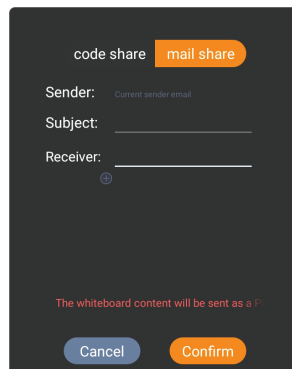 code share mail share
Sender: Current sender email
Subject:
Receiver:
The whiteboard content will be sent as a
Cancel Confirm